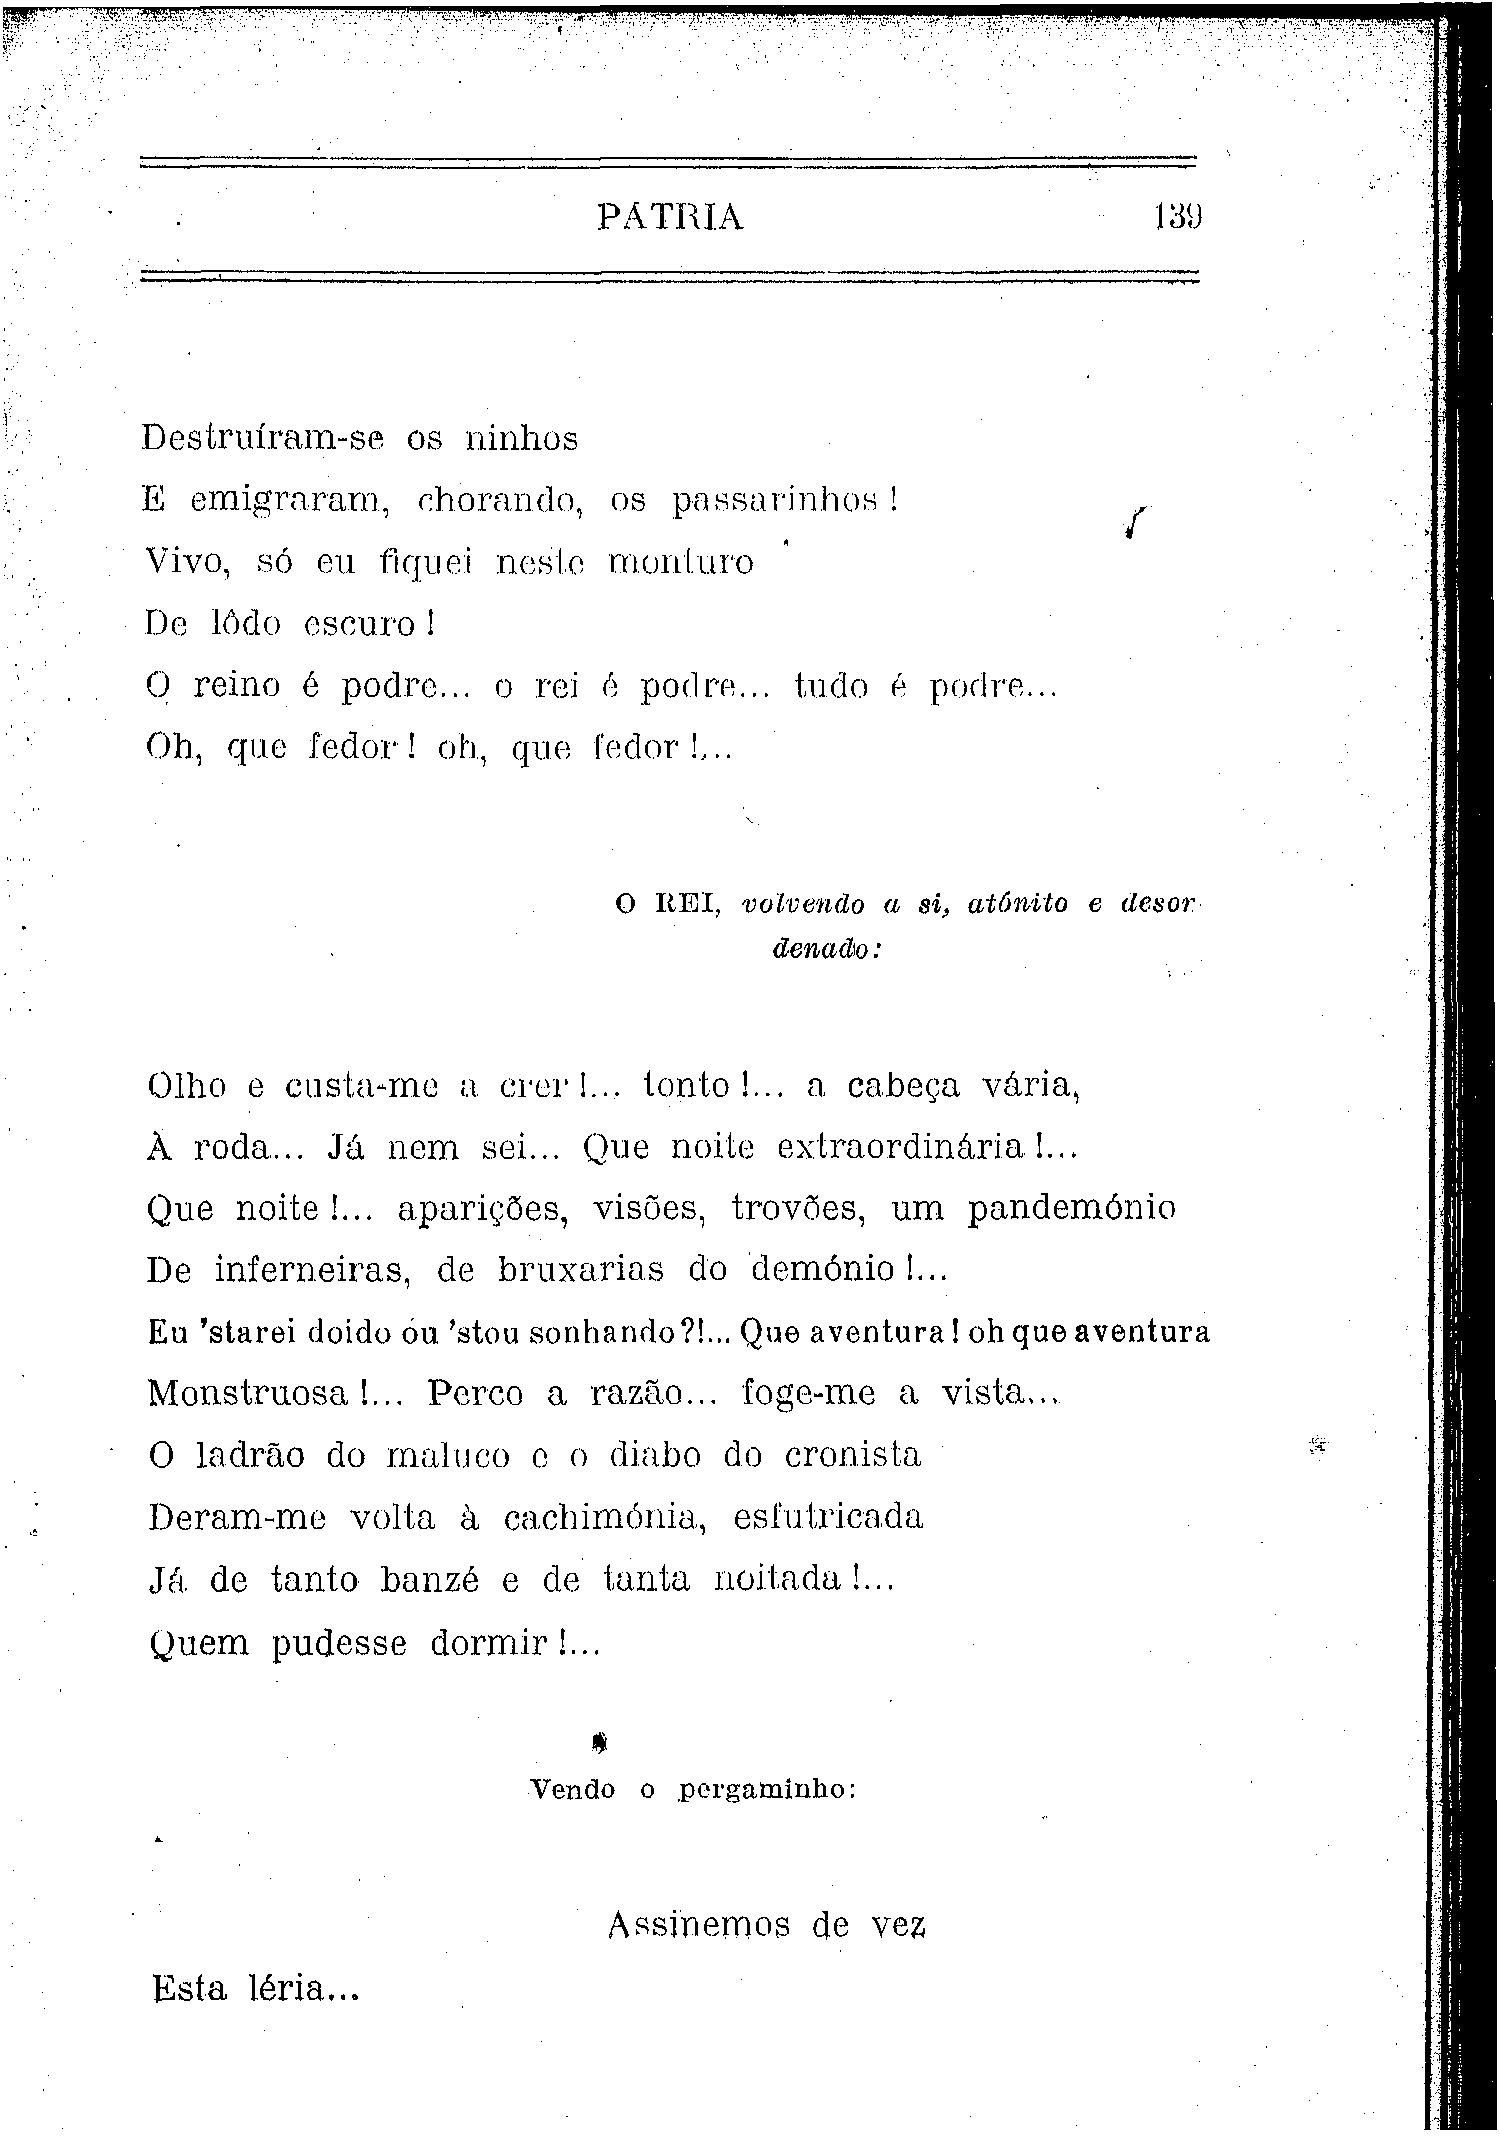 PÁTRIA 139
Destruíram-se os ninhos
E emigraram, chorando, os passarinhos!
Vivo, só eu fiquei neste monturo
De lôdo escuro!
O reino é podre... o rei é podre... tudo é podre...
Oh, que fedor! oh, que fedor!...
O REI, volvendo a si, atónito e desor-
denado:
Olho e custa-me a crer!... tonto!... a cabeça vária,
À roda... Já nem sei... Que noite extraordinária!...
Que noite!... aparições, visões, trovões, um pandemónio
De inferneiras, de bruxarias do demónio!...
Eu 'starei doido ou 'stou sonhando?!... Que aventura! oh que aventura
Monstruosa!... Perco a razão... foge-me a vista...
O ladrão do maluco e o diabo do cronista
Deram-me volta à cachimónia, esfutricada
Já de tanto banzé e de tanta noitada!...
Quem pudesse dormir!...
Vendo o pergaminho:
Assinemos de vez
Esta léria...